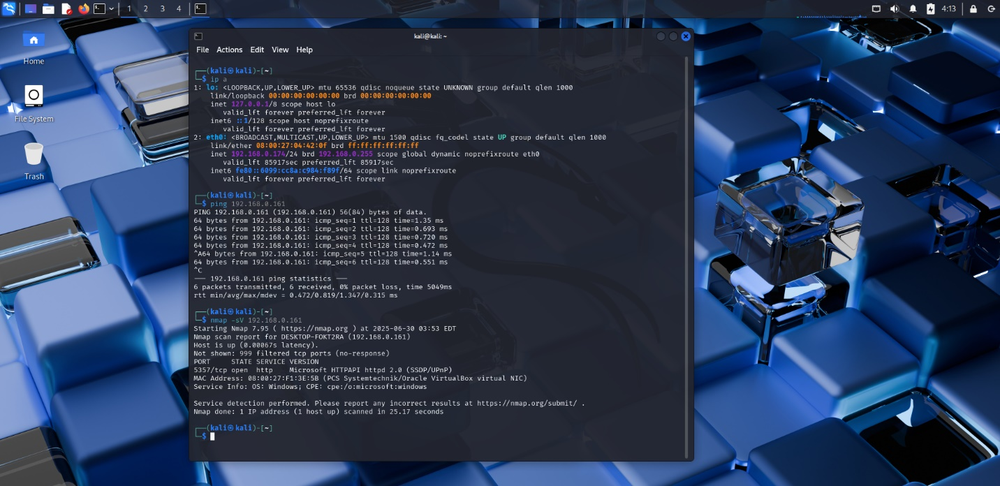 1 2 3 4
4:13
Home
File System
Trash
kali@kali: ~
File Actions Edit View Help
┌──(kali㉿kali)-[~]
└─$ ip a
1: lo: <LOOPBACK,UP,LOWER_UP> mtu 65536 qdisc noqueue state UNKNOWN group default qlen 1000
link/loopback 00:00:00:00:00:00 brd 00:00:00:00:00:00
inet 127.0.0.1/8 scope host lo
valid_lft forever preferred_lft forever
inet6 ::1/128 scope host noprefixroute
valid_lft forever preferred_lft forever
2: eth0: <BROADCAST,MULTICAST,UP,LOWER_UP> mtu 1500 qdisc fq_codel state UP group default qlen 1000
link/ether 08:00:27:04:42:0f brd ff:ff:ff:ff:ff:ff
inet 192.168.0.174/24 brd 192.168.0.255 scope global dynamic noprefixroute eth0
valid_lft 85917sec preferred_lft 85917sec
inet6 fe80::6099:cc8a:c984:f89f/64 scope link noprefixroute
valid_lft forever preferred_lft forever
┌──(kali㉿kali)-[~]
└─$ ping 192.168.0.161
PING 192.168.0.161 (192.168.0.161) 56(84) bytes of data.
64 bytes from 192.168.0.161: icmp_seq=1 ttl=128 time=1.35 ms
64 bytes from 192.168.0.161: icmp_seq=2 ttl=128 time=0.693 ms
64 bytes from 192.168.0.161: icmp_seq=3 ttl=128 time=0.720 ms
64 bytes from 192.168.0.161: icmp_seq=4 ttl=128 time=0.472 ms
^A64 bytes from 192.168.0.161: icmp_seq=5 ttl=128 time=1.14 ms
64 bytes from 192.168.0.161: icmp_seq=6 ttl=128 time=0.551 ms
^C
--- 192.168.0.161 ping statistics ---
6 packets transmitted, 6 received, 0% packet loss, time 5049ms
rtt min/avg/max/mdev = 0.472/0.819/1.347/0.315 ms
┌──(kali㉿kali)-[~]
└─$ nmap -sV 192.168.0.161
Starting Nmap 7.95 ( https://nmap.org ) at 2025-06-30 03:53 EDT
Nmap scan report for DESKTOP-FOKT2RA (192.168.0.161)
Host is up (0.00067s latency).
Not shown: 999 filtered tcp ports (no-response)
PORT STATE SERVICE VERSION
5357/tcp open http Microsoft HTTPAPI httpd 2.0 (SSDP/UPnP)
MAC Address: 08:00:27:F1:3E:5B (PCS Systemtechnik/Oracle VirtualBox virtual NIC)
Service Info: OS: Windows; CPE: cpe:/o:microsoft:windows
Service detection performed. Please report any incorrect results at https://nmap.org/submit/ .
Nmap done: 1 IP address (1 host up) scanned in 25.17 seconds
┌──(kali㉿kali)-[~]
└─$